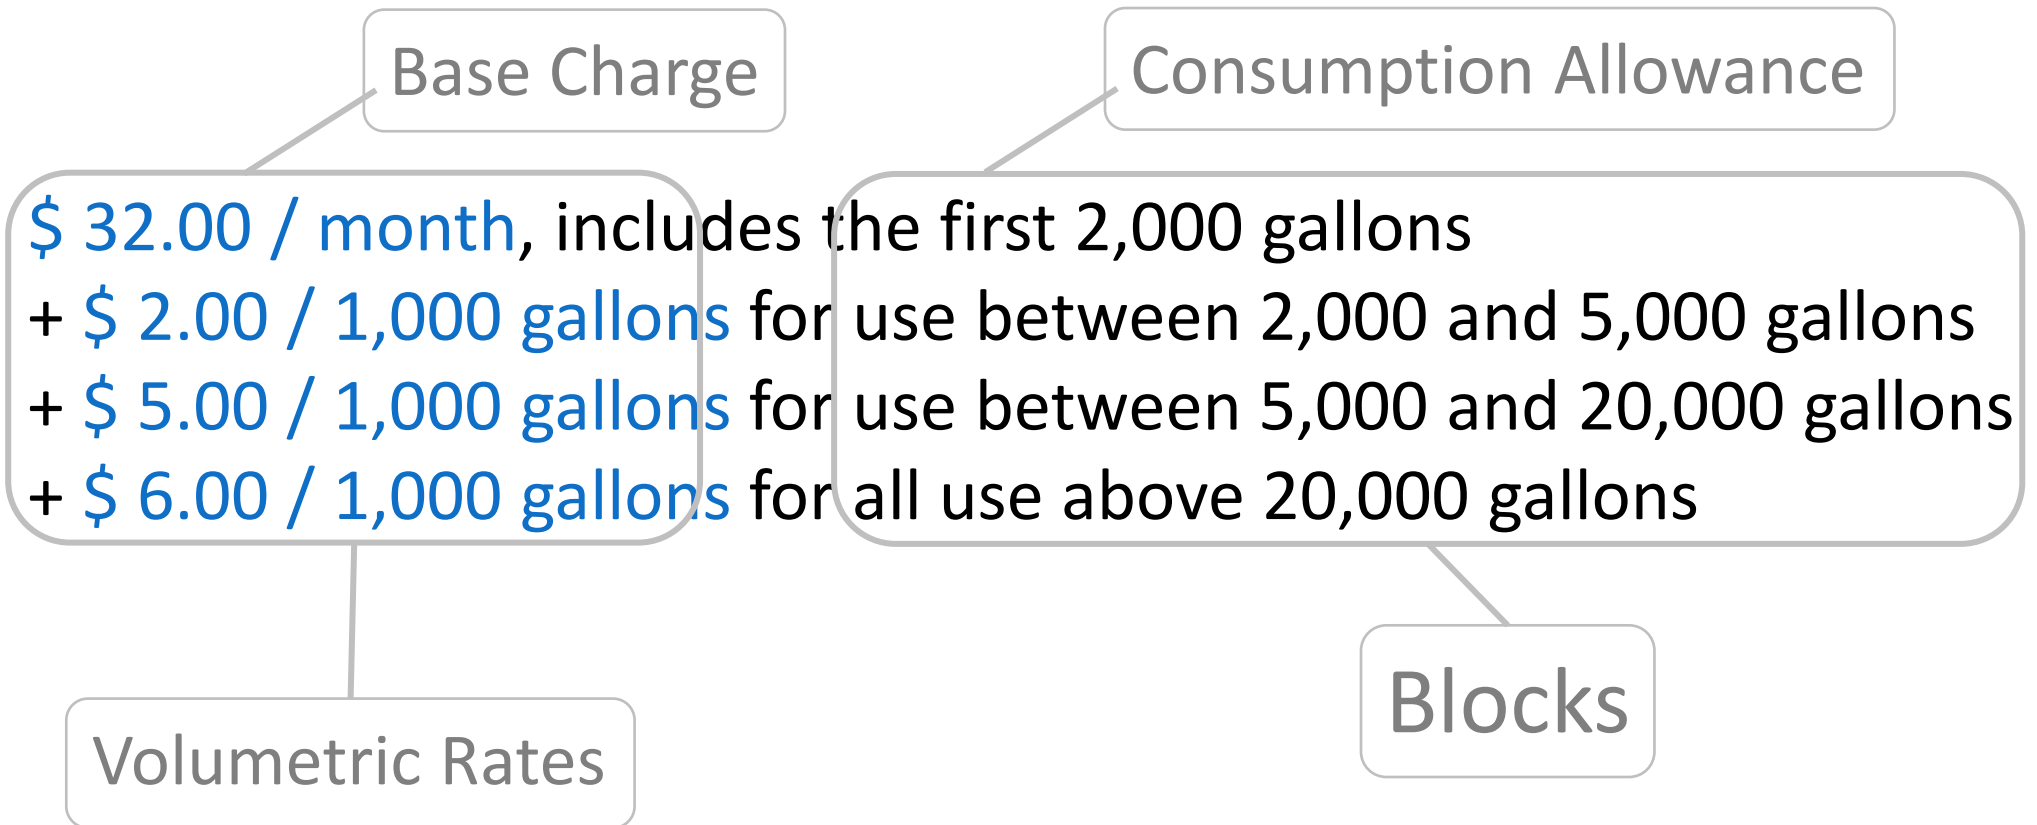 Base Charge
Consumption Allowance
$ 32.00 / month, includes the first 2,000 gallons
+ $ 2.00 / 1,000 gallons for use between 2,000 and 5,000 gallons
+ $ 5.00 / 1,000 gallons for use between 5,000 and 20,000 gallons
+ $ 6.00 / 1,000 gallons for all use above 20,000 gallons
Blocks
Volumetric Rates